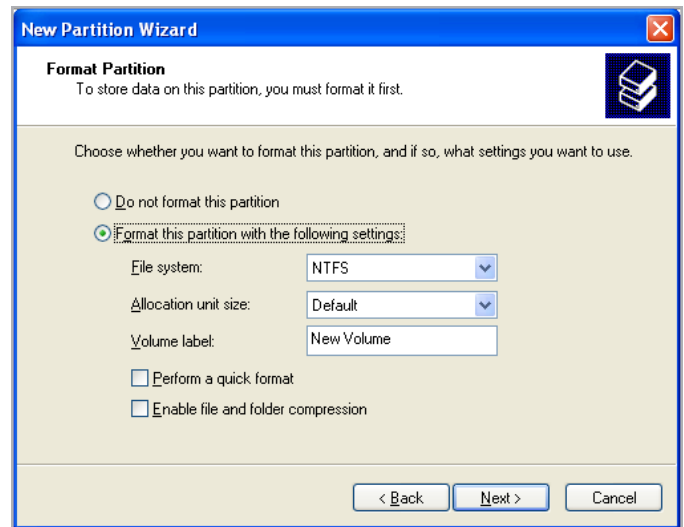 New Partition Wizard
Format Partition
To store data on this partition, you must format it first.
Choose whether you want to format this partition, and if so, what settings you want to use.
Do not format this partition
Format this partition with the following settings:
File system: NTFS
Allocation unit size: Default
Volume label: New Volume
Perform a quick format
Enable file and folder compression
< Back Next > Cancel